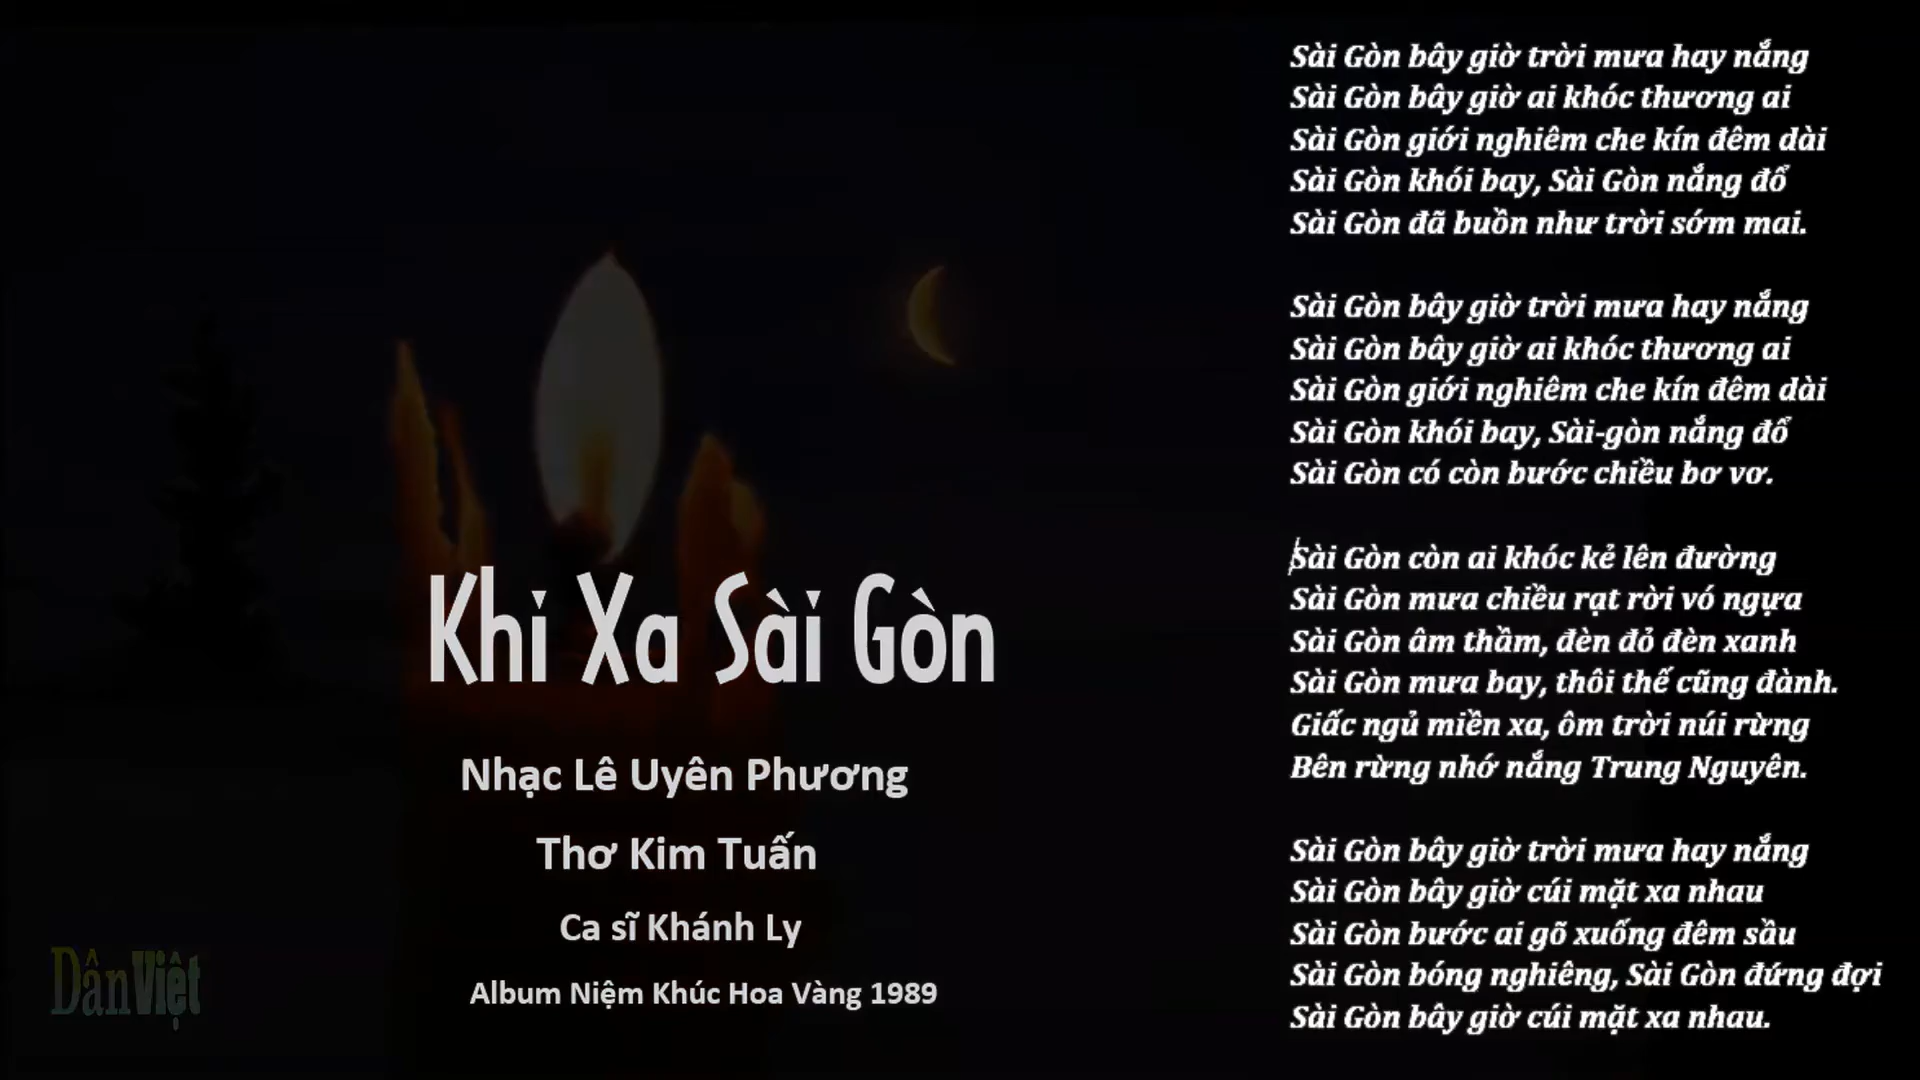 Khi Xa Sài Gòn
Nhạc Lê Uyên Phương
Thơ Kim Tuấn
Ca sĩ Khánh Ly
Album Niệm Khúc Hoa Vàng 1989
DânViệt
Sài Gòn bây giờ trời mưa hay nắng
Sài Gòn bây giờ ai khóc thương ai
Sài Gòn giới nghiêm che kín đêm dài
Sài Gòn khói bay, Sài Gòn nắng đổ
Sài Gòn đã buồn như trời sớm mai.
Sài Gòn bây giờ trời mưa hay nắng
Sài Gòn bây giờ ai khóc thương ai
Sài Gòn giới nghiêm che kín đêm dài
Sài Gòn khói bay, Sài-gòn nắng đổ
Sài Gòn có còn bước chiều bơ vơ.
Sài Gòn còn ai khóc kẻ lên đường
Sài Gòn mưa chiều rạt rời vó ngựa
Sài Gòn âm thầm, đèn đỏ đèn xanh
Sài Gòn mưa bay, thôi thế cũng đành.
Giấc ngủ miền xa, ôm trời núi rừng
Bên rừng nhớ nắng Trung Nguyên.
Sài Gòn bây giờ trời mưa hay nắng
Sài Gòn bây giờ cúi mặt xa nhau
Sài Gòn bước ai gõ xuống đêm sầu
Sài Gòn bóng nghiêng, Sài Gòn đứng đợi
Sài Gòn bây giờ cúi mặt xa nhau.